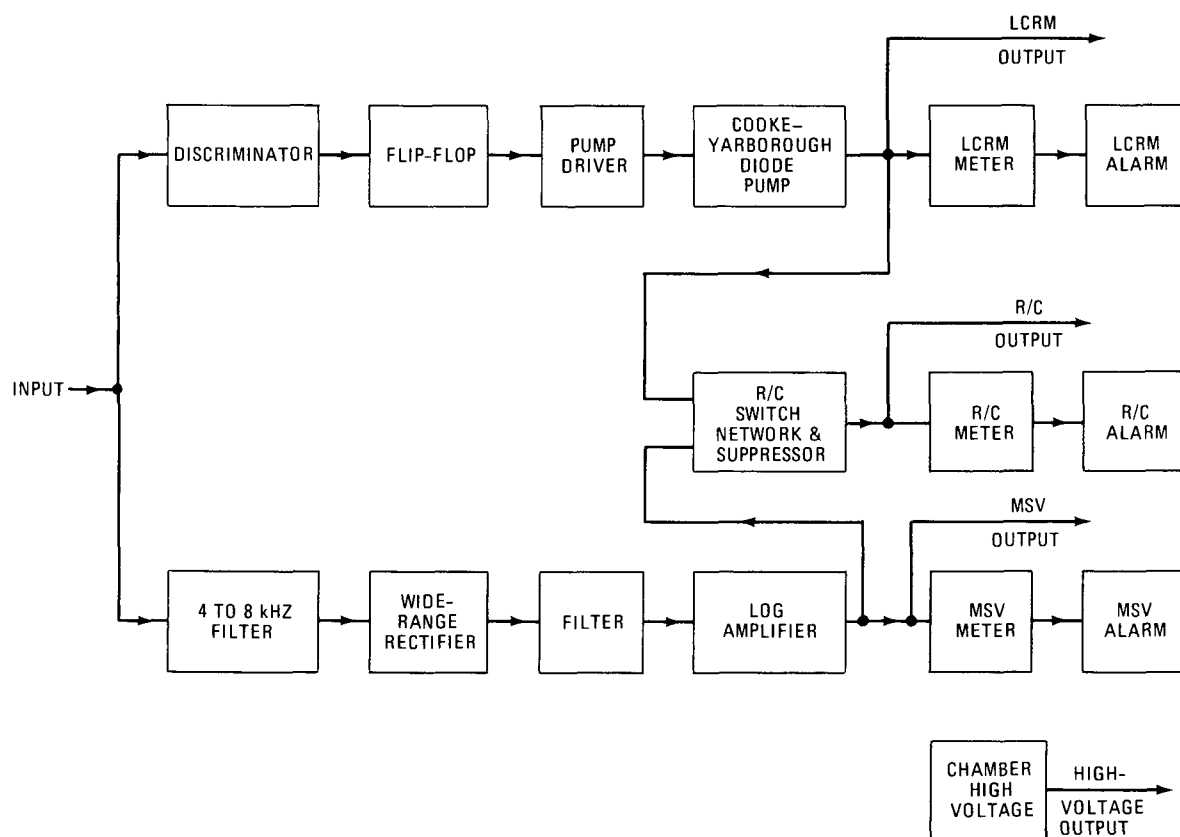 LCRM
OUTPUT
DISCRIMINATOR
FLIP-FLOP
PUMP
DRIVER
COOKE-
YARBOROUGH
DIODE
PUMP
LCRM
METER
LCRM
ALARM
R/C
OUTPUT
INPUT
R/C
SWITCH
NETWORK &
SUPPRESSOR
R/C
METER
R/C
ALARM
MSV
OUTPUT
4 TO 8 kHZ
FILTER
WIDE-
RANGE
RECTIFIER
FILTER
LOG
AMPLIFIER
MSV
METER
MSV
ALARM
CHAMBER
HIGH
VOLTAGE
HIGH-
VOLTAGE
OUTPUT